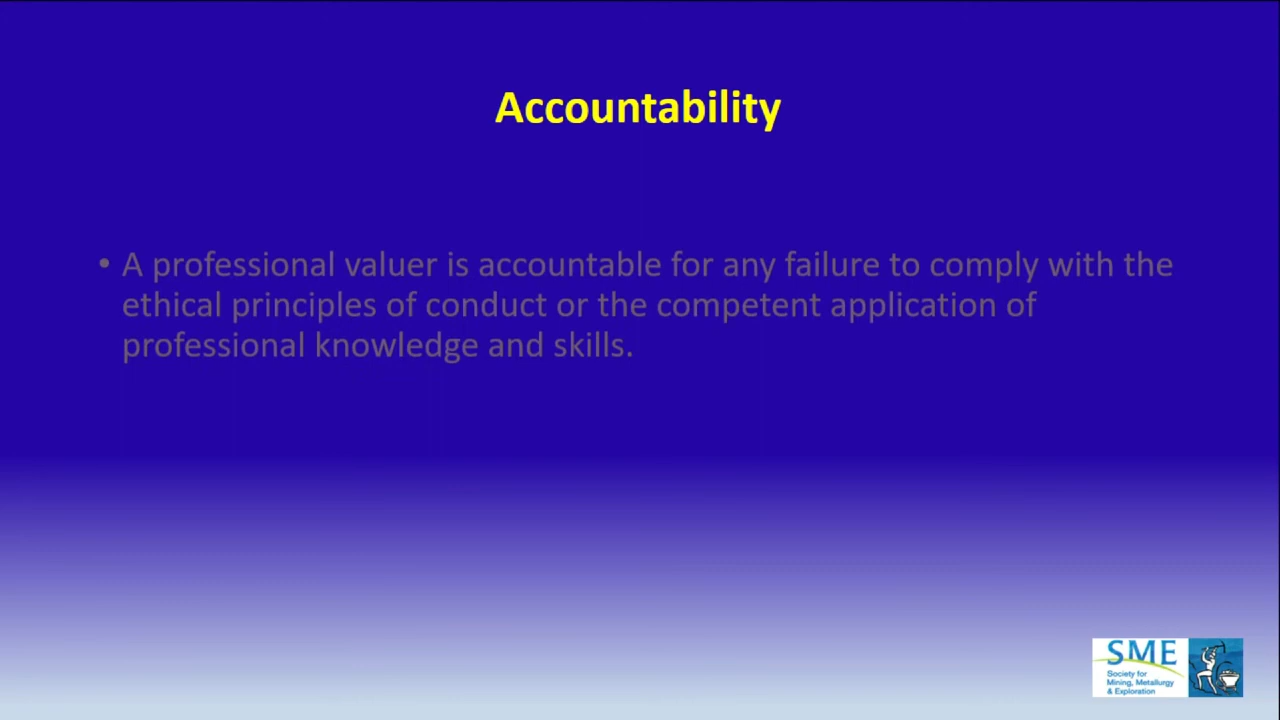 Accountability
• A professional valuer is accountable for any failure to comply with the
ethical principles of conduct or the competent application of
professional knowledge and skills.
SME
Society for
Mining, Metallurgy
& Exploration